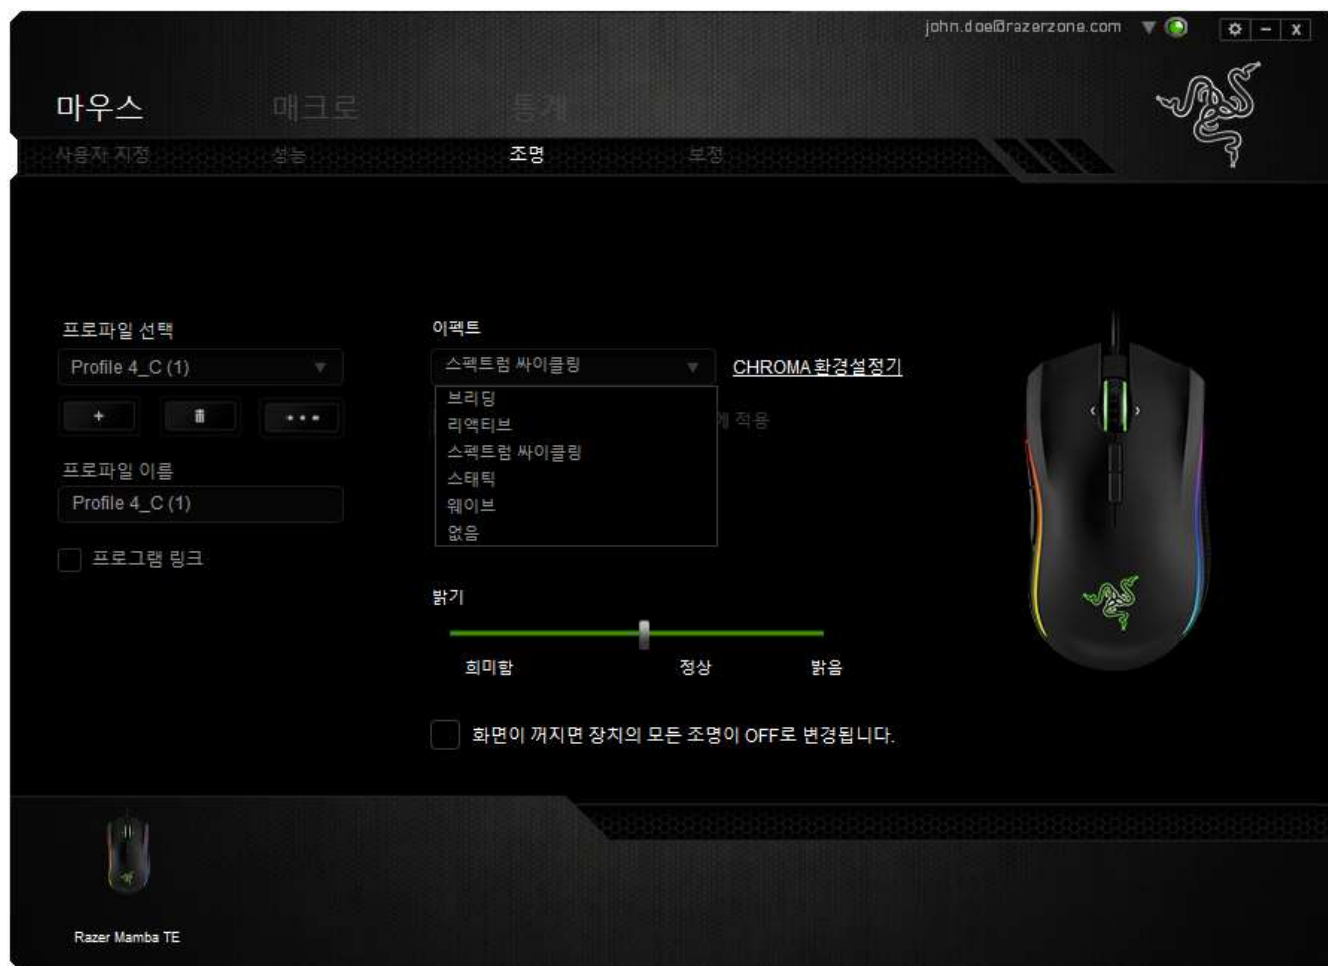 john.doe@razerzone.com
마우스 매크로 통계
사용자 지정 성능 조명 보정
프로파일 선택
Profile 4_C (1)
프로파일 이름
Profile 4_C (1)
프로그램 링크
이펙트
스펙트럼 싸이클링
CHROMA 환경설정기
브리딩
리액티브
스펙트럼 싸이클링
스태틱
웨이브
없음
적용
밝기
희미함 정상 밝음
화면이 꺼지면 장치의 모든 조명이 OFF로 변경됩니다.
Razer Mamba TE